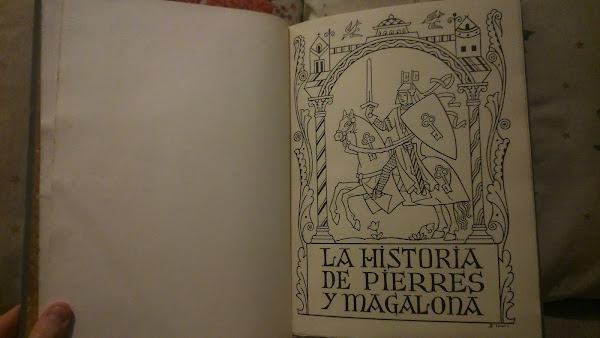 LA HISTORIA
DE PIERRES
Y MAGALONA